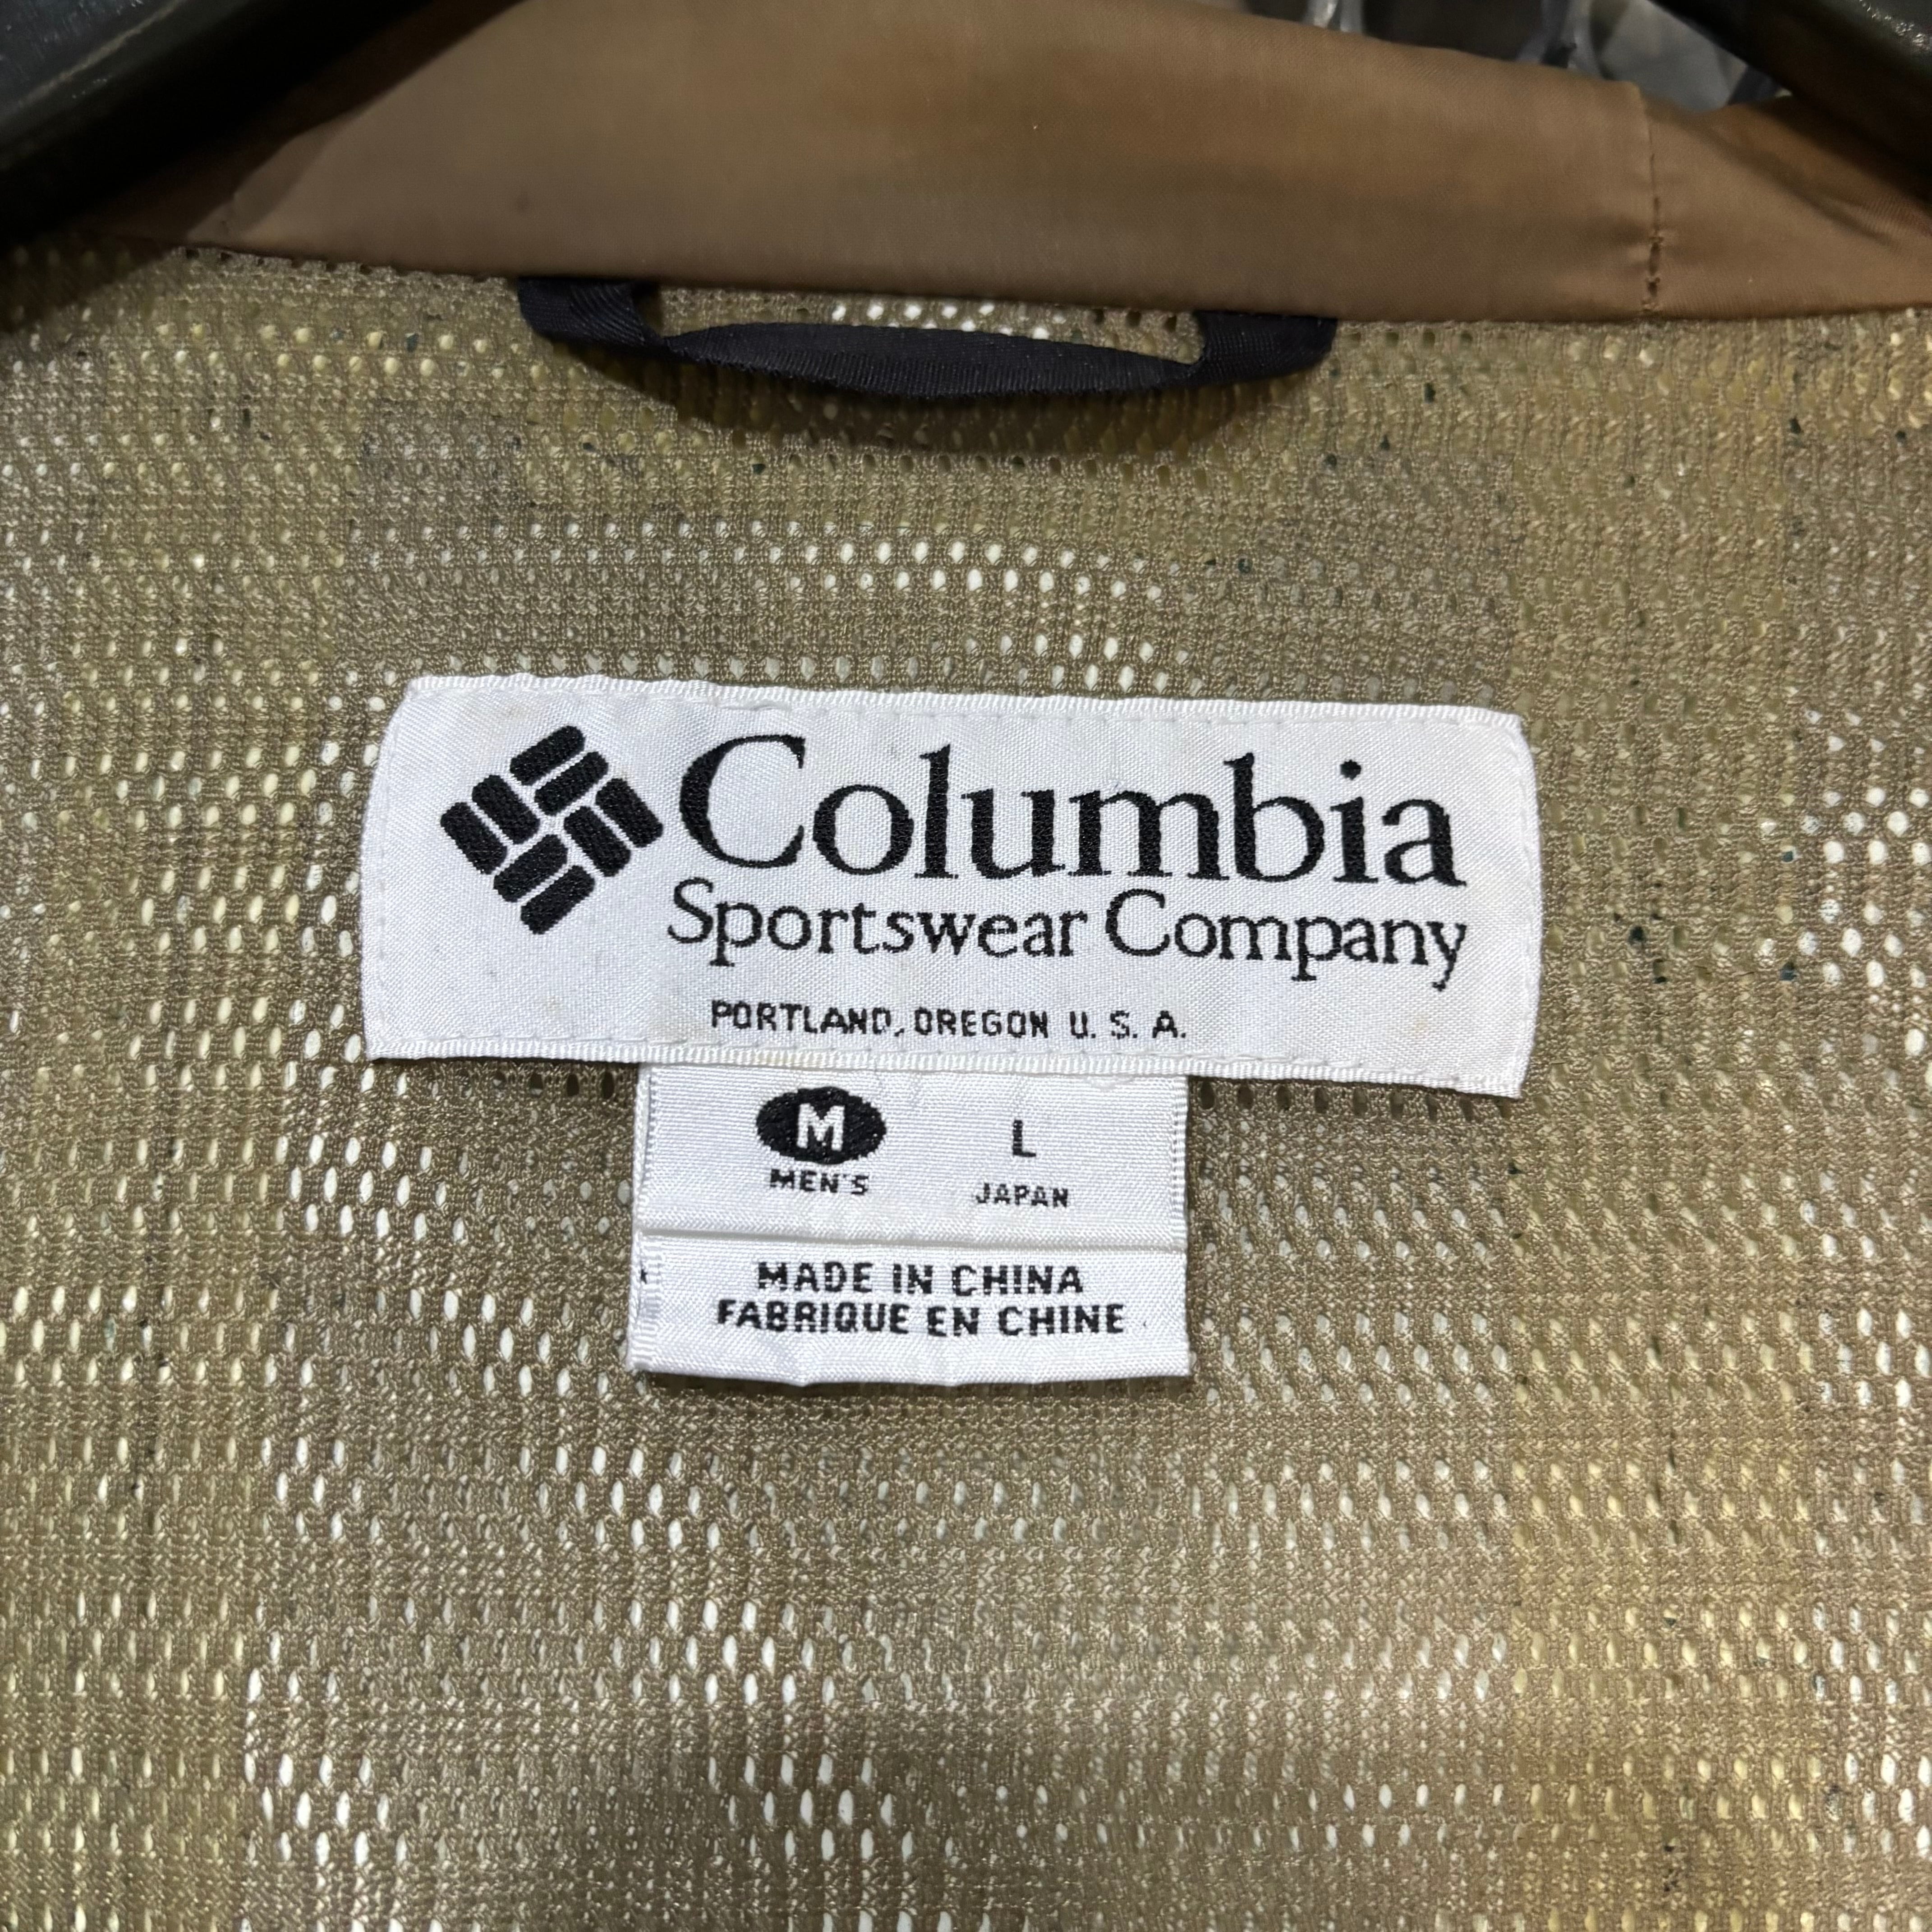 Columbia
Sportswear Company
PORTLAND, OREGON U. S. A.
M L
MEN'S JAPAN
MADE IN CHINA
FABRIQUE EN CHINE